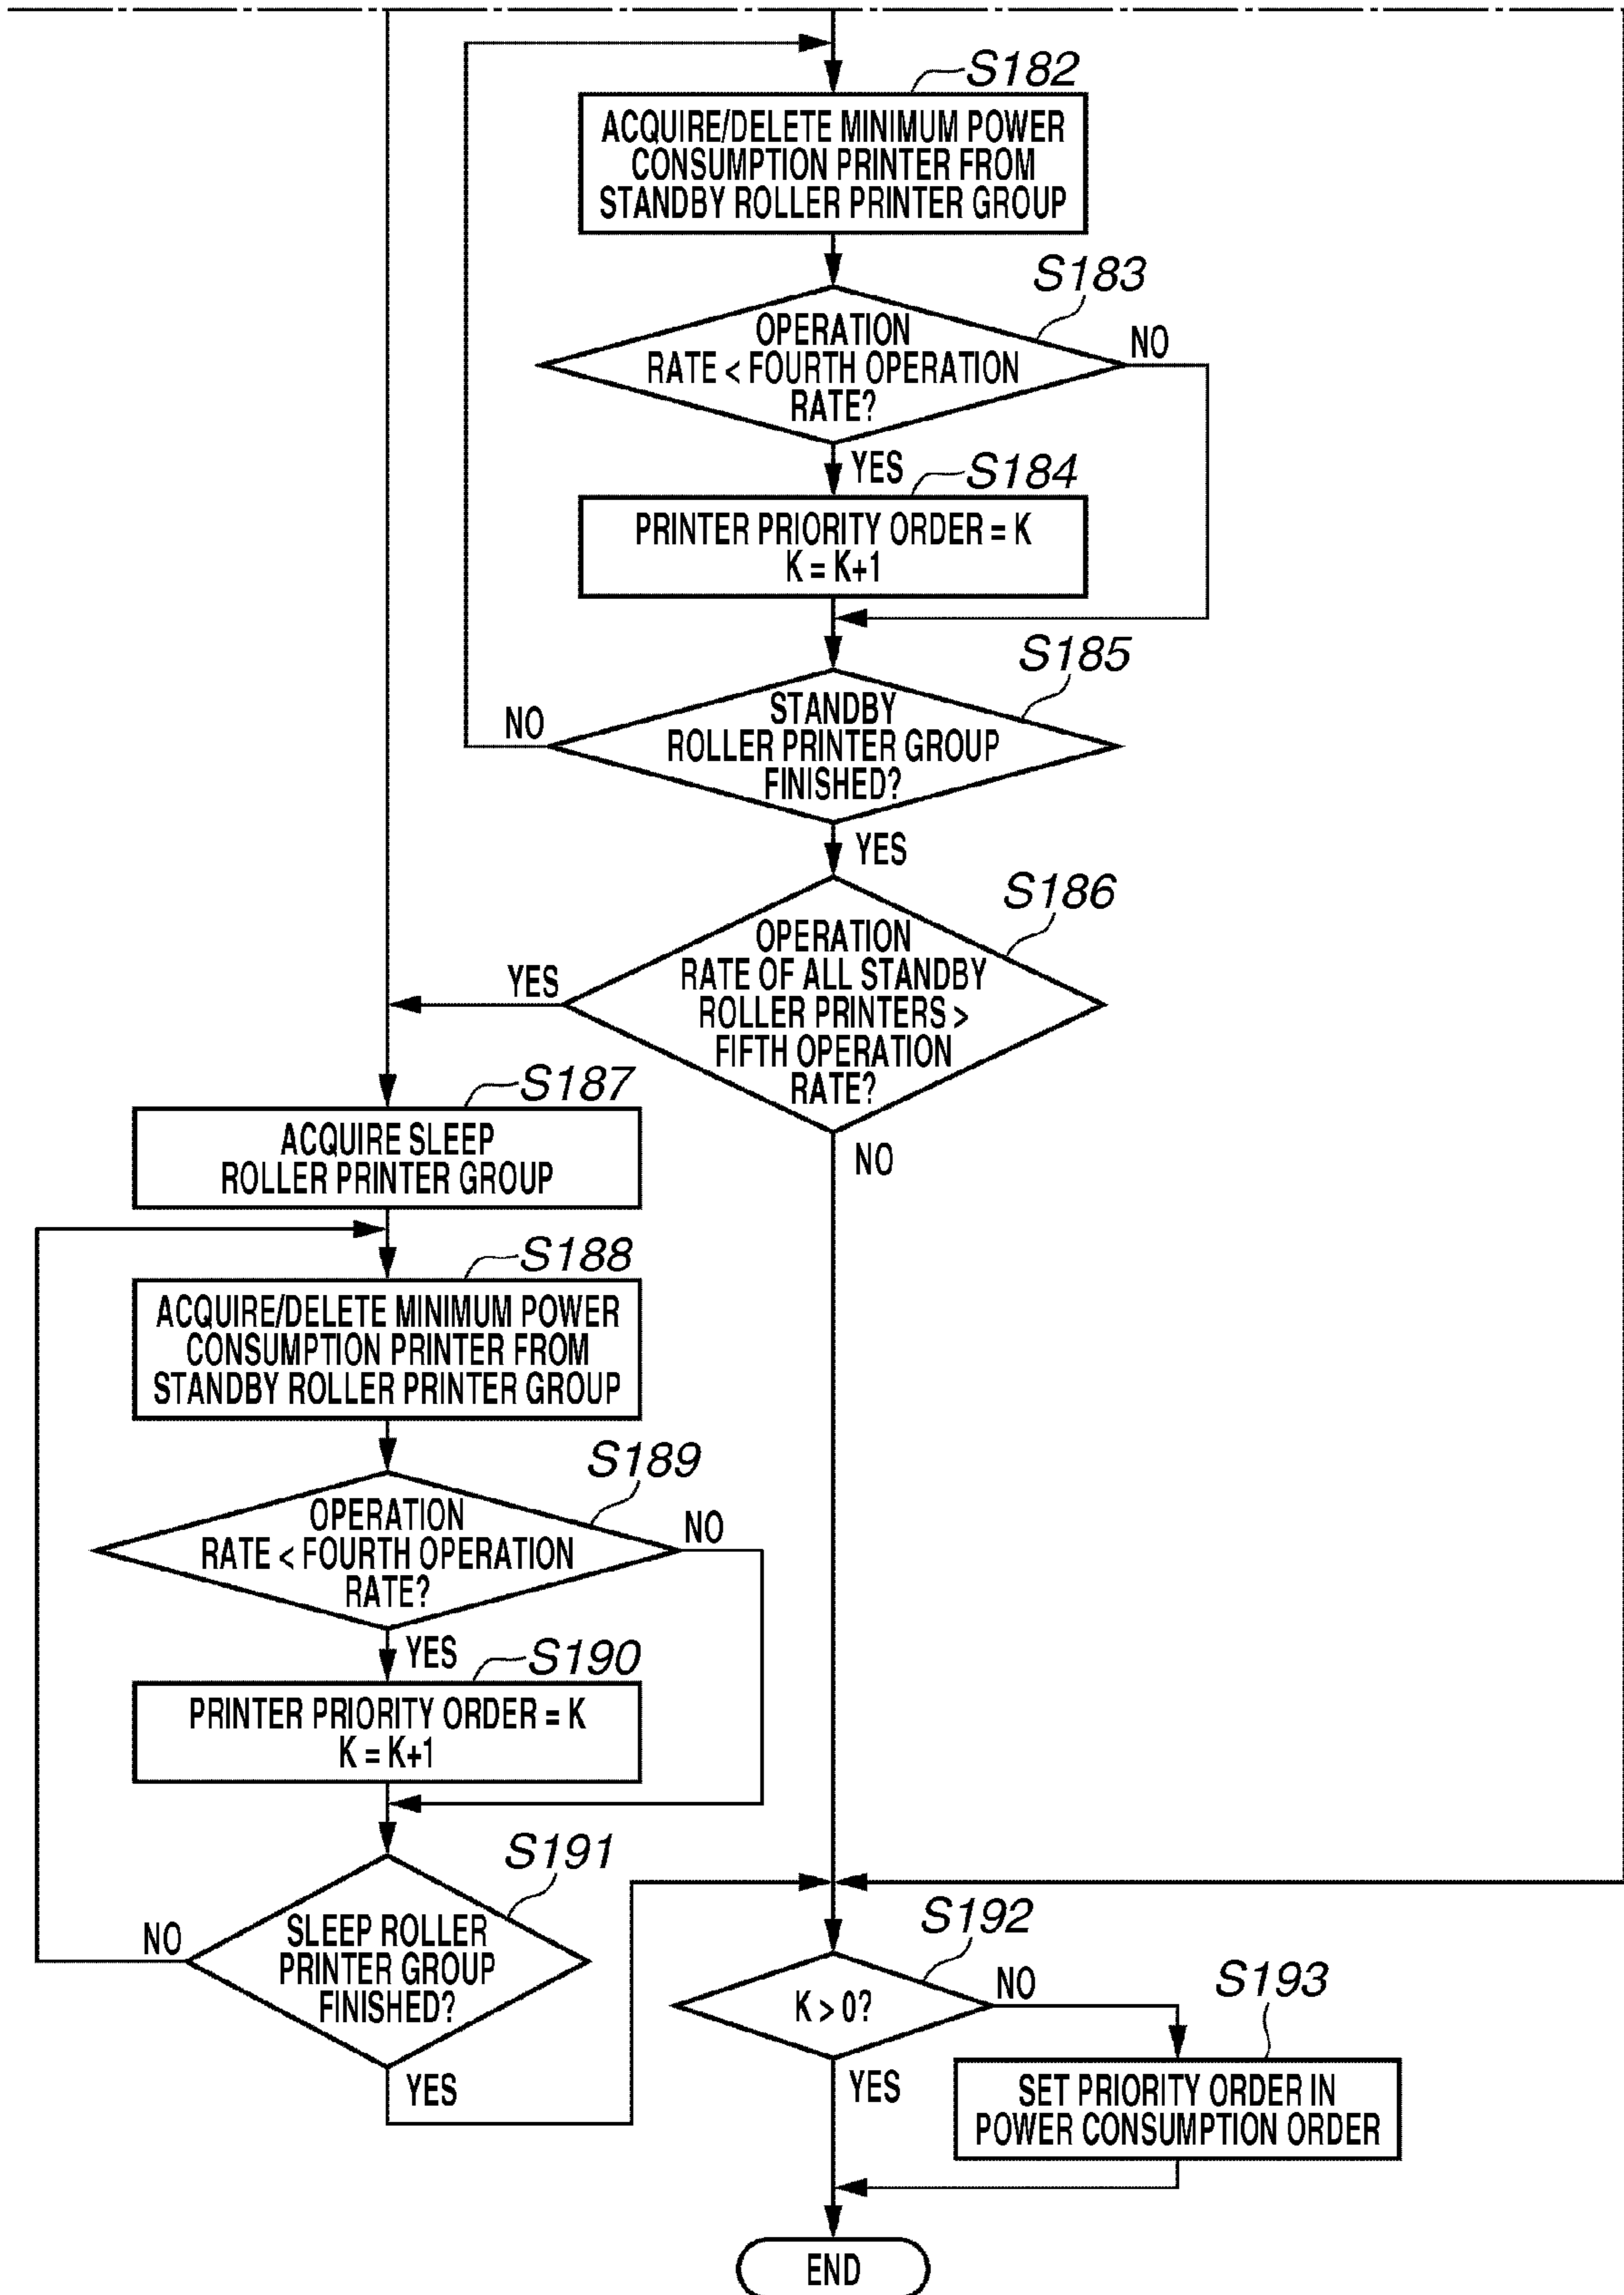 S182
ACQUIRE/DELETE MINIMUM POWER
CONSUMPTION PRINTER FROM
STANDBY ROLLER PRINTER GROUP
S183
OPERATION
RATE < FOURTH OPERATION
RATE?
NO
YES
S184
PRINTER PRIORITY ORDER = K
K = K+1
S185
STANDBY
ROLLER PRINTER GROUP
FINISHED?
NO
YES
S186
OPERATION
RATE OF ALL STANDBY
ROLLER PRINTERS >
FIFTH OPERATION
RATE?
YES
NO
S187
ACQUIRE SLEEP
ROLLER PRINTER GROUP
S188
ACQUIRE/DELETE MINIMUM POWER
CONSUMPTION PRINTER FROM
STANDBY ROLLER PRINTER GROUP
S189
OPERATION
RATE < FOURTH OPERATION
RATE?
NO
YES
S190
PRINTER PRIORITY ORDER = K
K = K+1
S191
SLEEP ROLLER
PRINTER GROUP
FINISHED?
NO
YES
S192
K > 0?
NO
YES
S193
SET PRIORITY ORDER IN
POWER CONSUMPTION ORDER
END